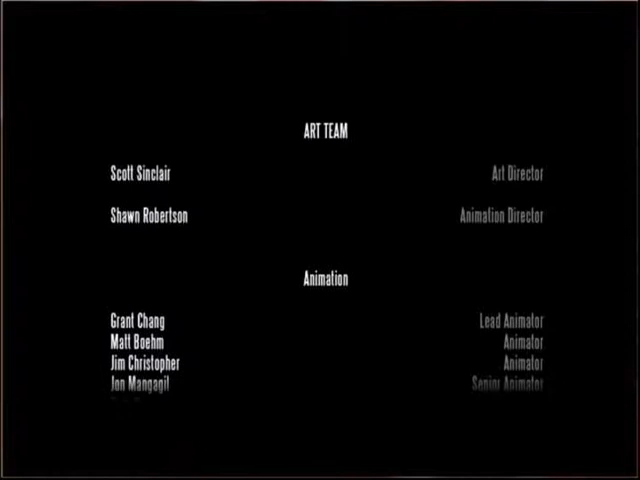 ART TEAM
Scott Sinclair Art Director
Shawn Robertson Animation Director
Animation
Grant Chang Lead Animator
Matt Boehm Animator
Jim Christopher Animator
Jon Mangagil Senior Animator